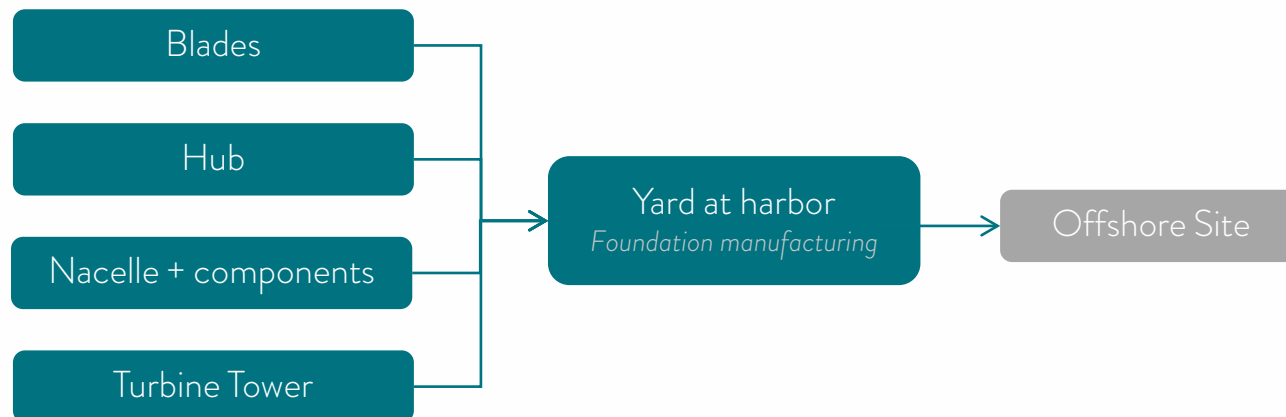 Blades
Hub
Nacelle + components
Turbine Tower
Yard at harbor
Foundation manufacturing
Offshore Site